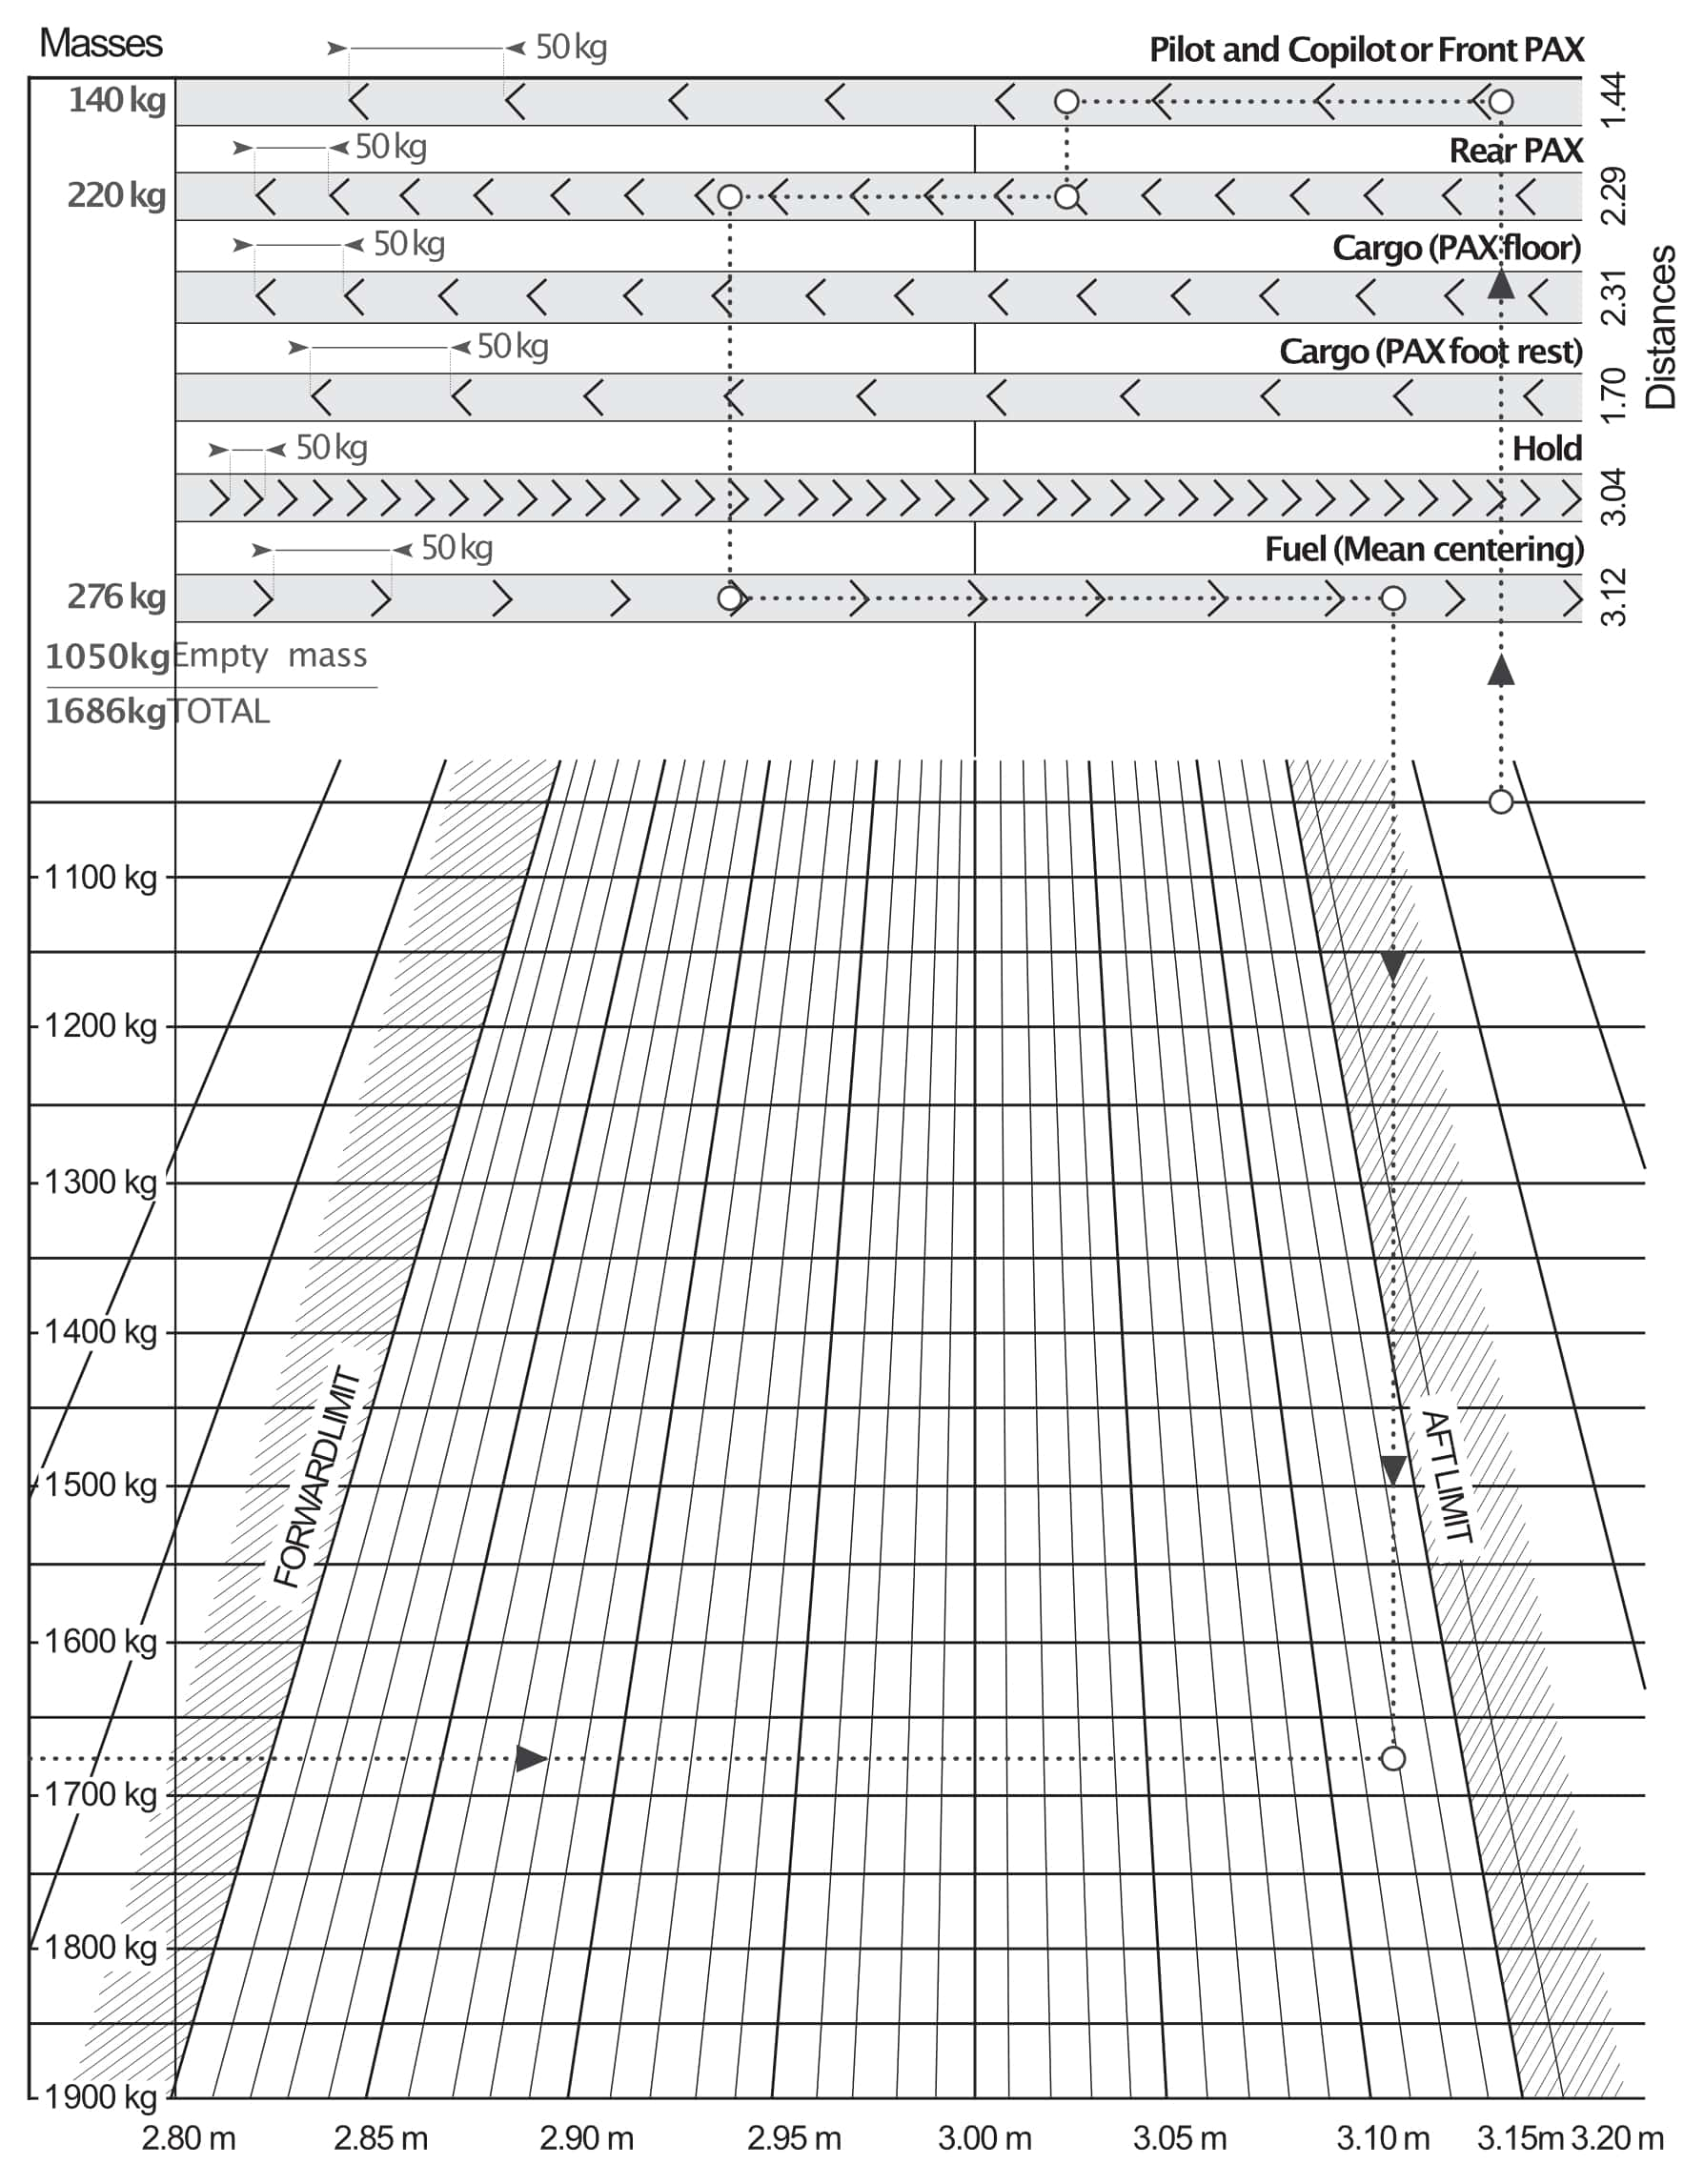 Masses
50 kg
Pilot and Copilot or Front PAX
140 kg
1.44
50 kg
Rear PAX
220 kg
2.29
50 kg
Cargo (PAX floor)
2.31
Distances
50 kg
Cargo (PAX foot rest)
1.70
50 kg
Hold
3.04
50 kg
Fuel (Mean centering)
276 kg
3.12
1050kg Empty mass
1686kg TOTAL
1100 kg
1200 kg
1300 kg
1400 kg
FORWARD LIMIT
AFT LIMIT
1500 kg
1600 kg
1700 kg
1800 kg
1900 kg
2.80 m 2.85 m 2.90 m 2.95 m 3.00 m 3.05 m 3.10 m 3.15m 3.20 m